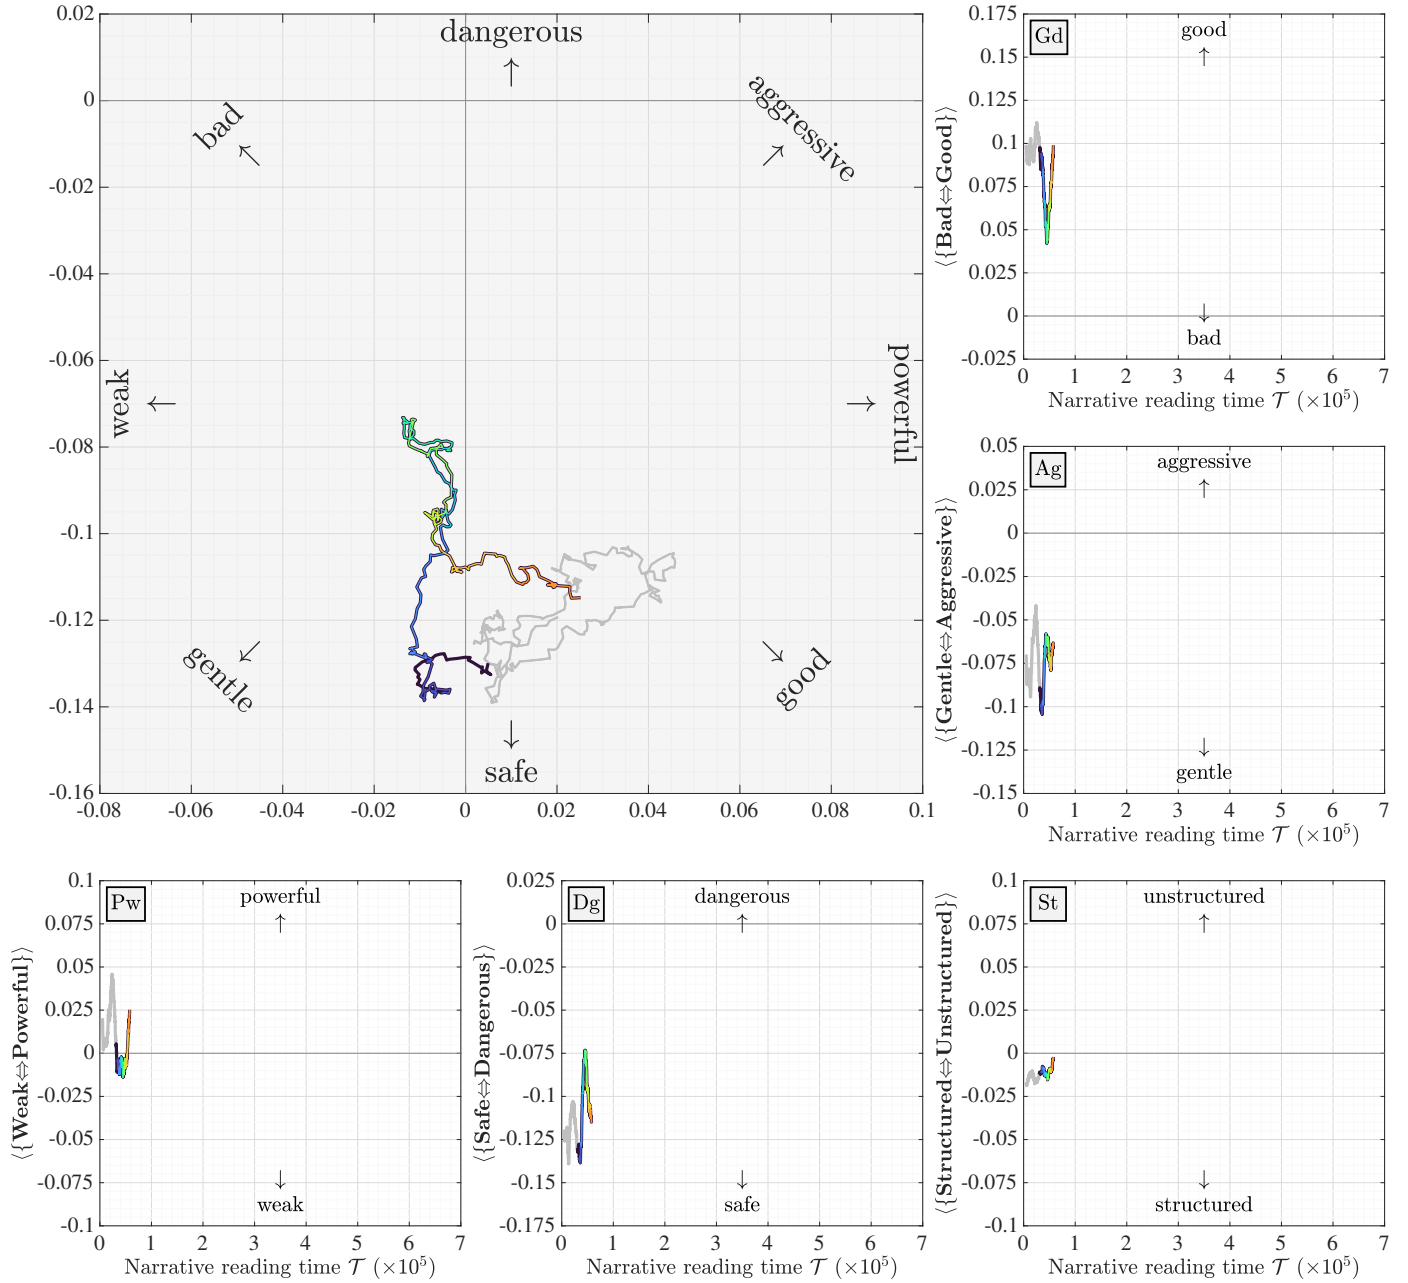 0.02
0
-0.02
-0.04
-0.06
-0.08
-0.1
-0.12
-0.14
-0.16
-0.08
-0.06
-0.04
-0.02
0
0.02
0.04
0.06
0.08
0.1
dangerous
↑
bad
↖
aggressive
↗
weak
←
powerful
→
gentle
↙
good
↘
↓
safe
Gd
good
↑
↓
bad
0.175
0.15
0.125
0.1
0.075
0.05
0.025
0
-0.025
0 1 2 3 4 5 6 7
⟨{Bad⇔Good}⟩
Narrative reading time 𝒯 (×10⁵)
Ag
aggressive
↑
↓
gentle
0.05
0.025
0
-0.025
-0.05
-0.075
-0.1
-0.125
-0.15
0 1 2 3 4 5 6 7
⟨{Gentle⇔Aggressive}⟩
Narrative reading time 𝒯 (×10⁵)
Pw
powerful
↑
↓
weak
0.1
0.075
0.05
0.025
0
-0.025
-0.05
-0.075
-0.1
0 1 2 3 4 5 6 7
⟨{Weak⇔Powerful}⟩
Narrative reading time 𝒯 (×10⁵)
Dg
dangerous
↑
↓
safe
0.025
0
-0.025
-0.05
-0.075
-0.1
-0.125
-0.15
-0.175
0 1 2 3 4 5 6 7
⟨{Safe⇔Dangerous}⟩
Narrative reading time 𝒯 (×10⁵)
St
unstructured
↑
↓
structured
0.1
0.075
0.05
0.025
0
-0.025
-0.05
-0.075
-0.1
0 1 2 3 4 5 6 7
⟨{Structured⇔Unstructured}⟩
Narrative reading time 𝒯 (×10⁵)